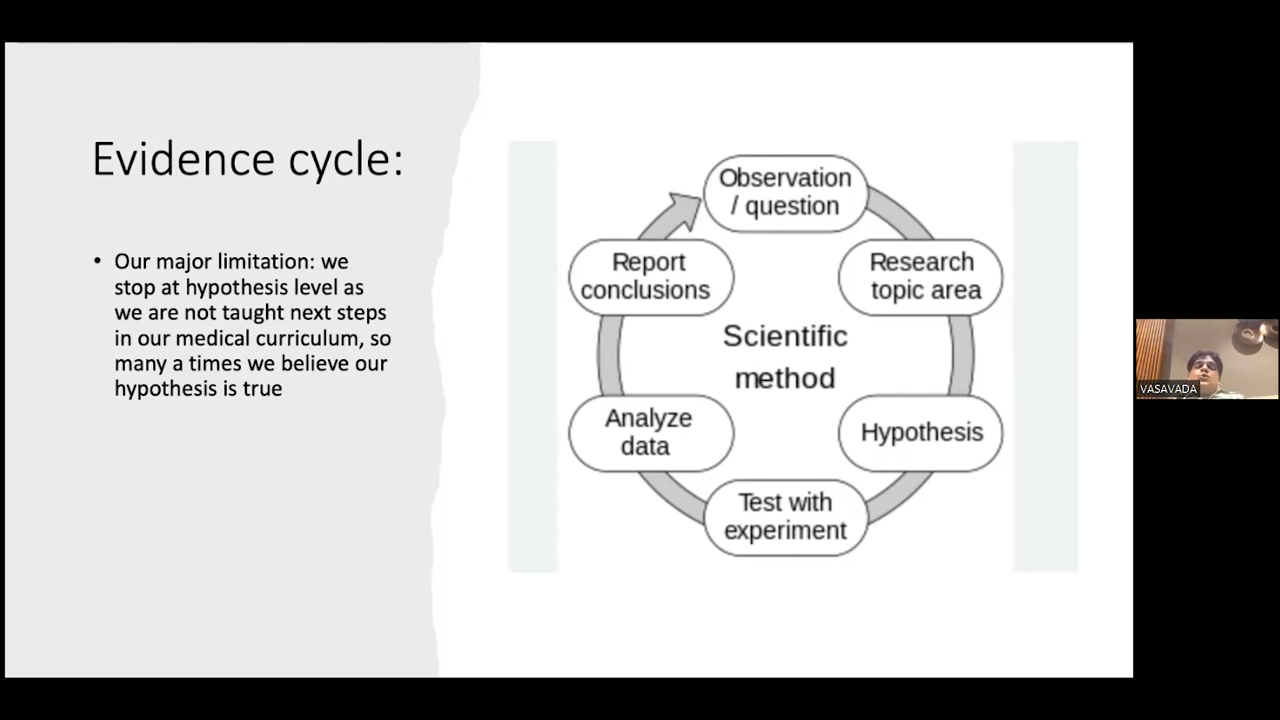 Evidence cycle:
• Our major limitation: we
stop at hypothesis level as
we are not taught next steps
in our medical curriculum, so
many a times we believe our
hypothesis is true
Observation
/ question
Research
topic area
Hypothesis
Test with
experiment
Analyze
data
Report
conclusions
Scientific
method
VASAVADA